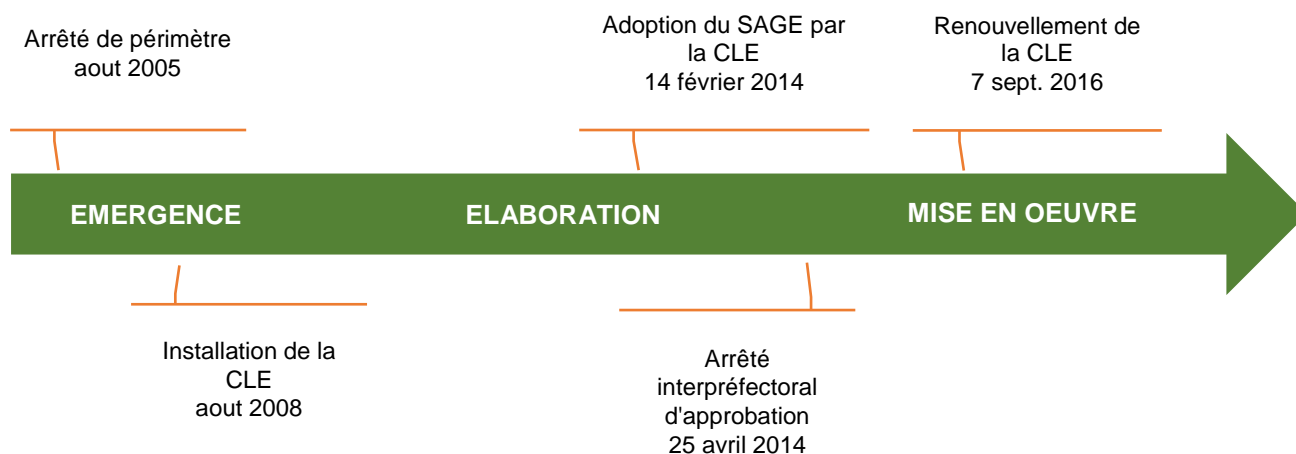 Arrêté de périmètre
aout 2005
Adoption du SAGE par
la CLE
14 février 2014
Renouvellement de
la CLE
7 sept. 2016
EMERGENCE
ELABORATION
MISE EN OEUVRE
Installation de la
CLE
aout 2008
Arrêté
interpréfectoral
d'approbation
25 avril 2014